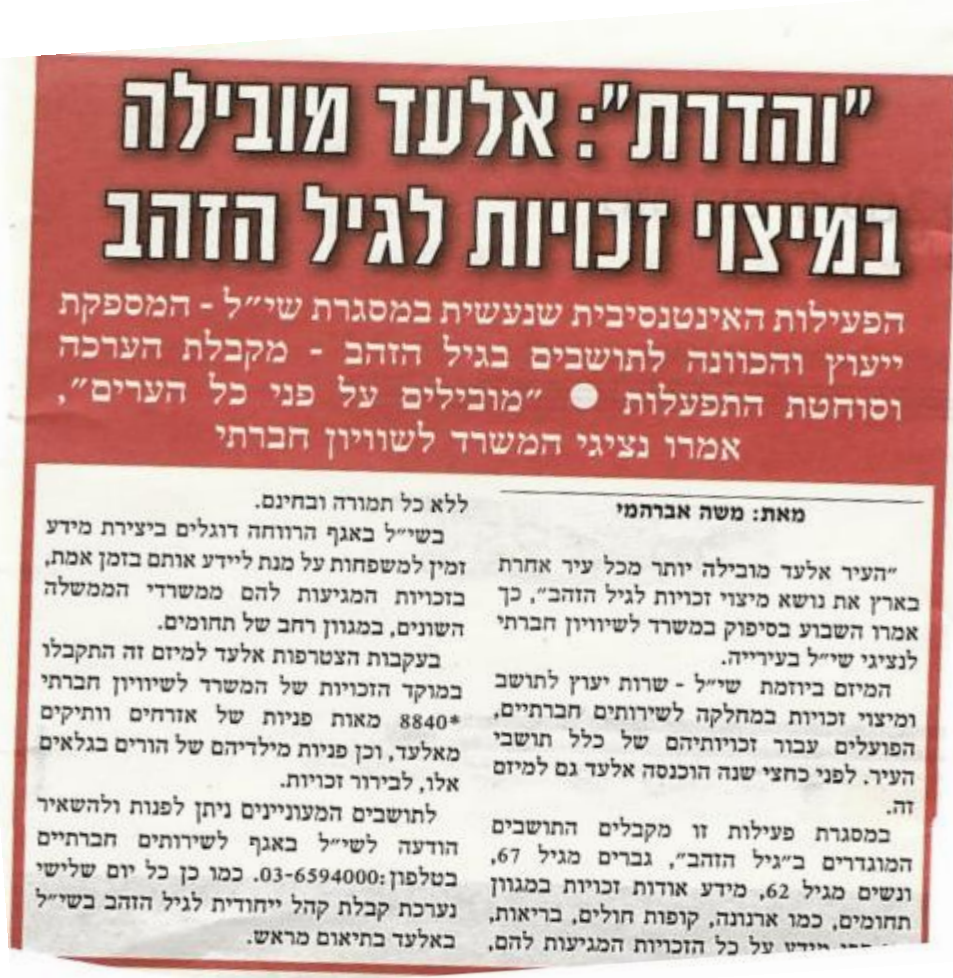 "והדרת": אלעד מובילה
במיצוי זכויות לגיל הזהב
הפעילות האינטנסיבית שנעשית במסגרת שי״ל - המספקת
ייעוץ והכוונה לתושבים בגיל הזהב - מקבלת הערכה
וסוחטת התפעלות ● "מובילים על פני כל הערים",
אמרו נציגי המשרד לשוויון חברתי
מאת: משה אברהמי
"העיר אלעד מובילה יותר מכל עיר אחרת
בארץ את נושא מיצוי זכויות לגיל הזהב", כך
אמרו השבוע בסיפוק במשרד לשיוויון חברתי
לנציגי שי״ל בעירייה.
המיזם ביוזמת שי״ל - שרות יעוץ לתושב
ומיצוי זכויות במחלקה לשירותים חברתיים,
הפועלים עבור זכויותיהם של כלל תושבי
העיר. לפני כחצי שנה הוכנסה אלעד גם למיזם
זה.
במסגרת פעילות זו מקבלים התושבים
המוגדרים ב"גיל הזהב", גברים מגיל 67,
ונשים מגיל 62, מידע אודות זכויות במגוון
תחומים, כמו ארנונה, קופות חולים, בריאות,
מידע על כל הזכויות המגיעות להם,
ללא כל תמורה ובחינם.
בשי״ל באגף הרווחה דוגלים ביצירת מידע
זמין למשפחות על מנת ליידע אותם בזמן אמת,
בזכויות המגיעות להם ממשרדי הממשלה
השונים, במגוון רחב של תחומים.
בעקבות הצטרפות אלעד למיזם זה התקבלו
במוקד הזכויות של המשרד לשיוויון חברתי
*8840 מאות פניות של אזרחים וותיקים
מאלעד, וכן פניות מילדיהם של הורים בגלאים
אלו, לבירור זכויות.
לתושבים המעוניינים ניתן לפנות ולהשאיר
הודעה לשי״ל באגף לשירותים חברתיים
בטלפון:03-6594000. כמו כן כל יום שלישי
נערכת קבלת קהל ייחודית לגיל הזהב בשי״ל
באלעד בתיאום מראש.